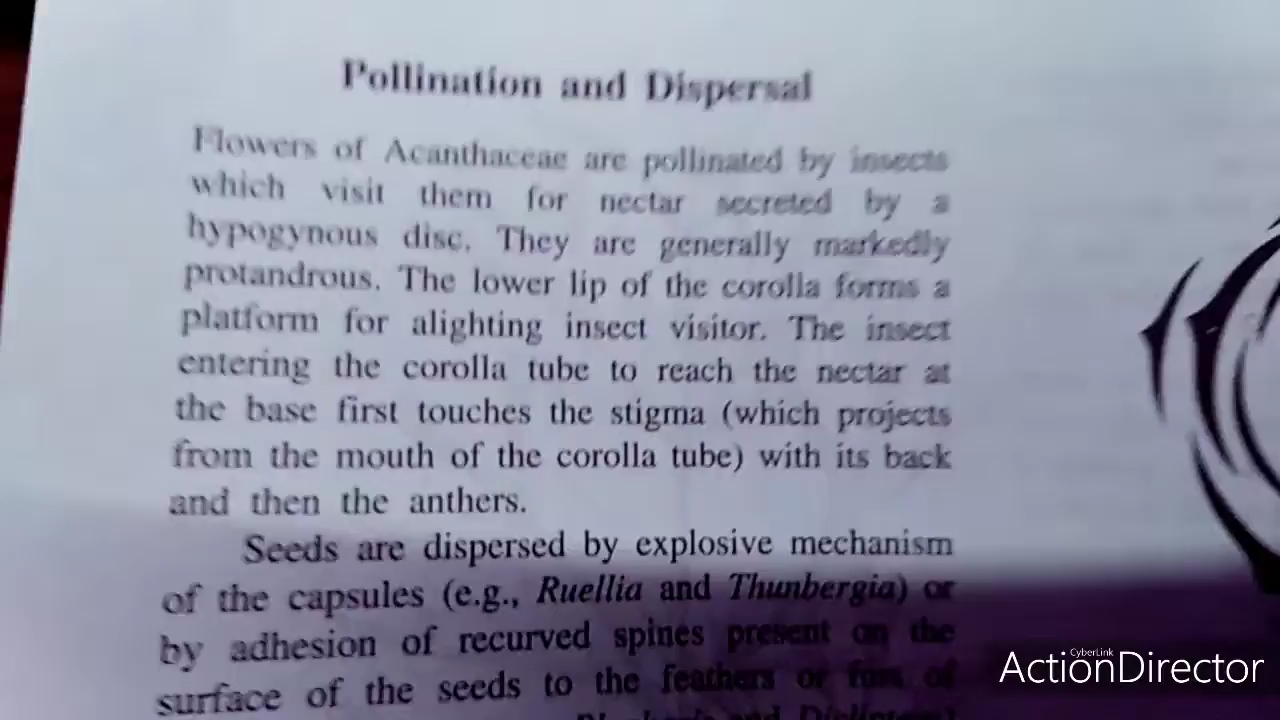 Pollination and Dispersal
Flowers of Acanthaceae are pollinated by insects
which visit them for nectar secreted by a
hypogynous disc. They are generally markedly
protandrous. The lower lip of the corolla forms a
platform for alighting insect visitor. The insect
entering the corolla tube to reach the nectar at
the base first touches the stigma (which projects
from the mouth of the corolla tube) with its back
and then the anthers.
Seeds are dispersed by explosive mechanism
of the capsules (e.g., Ruellia and Thunbergia) or
by adhesion of recurved spines present on the
surface of the seeds to the feathers or furs of
and
CyberLink
ActionDirector